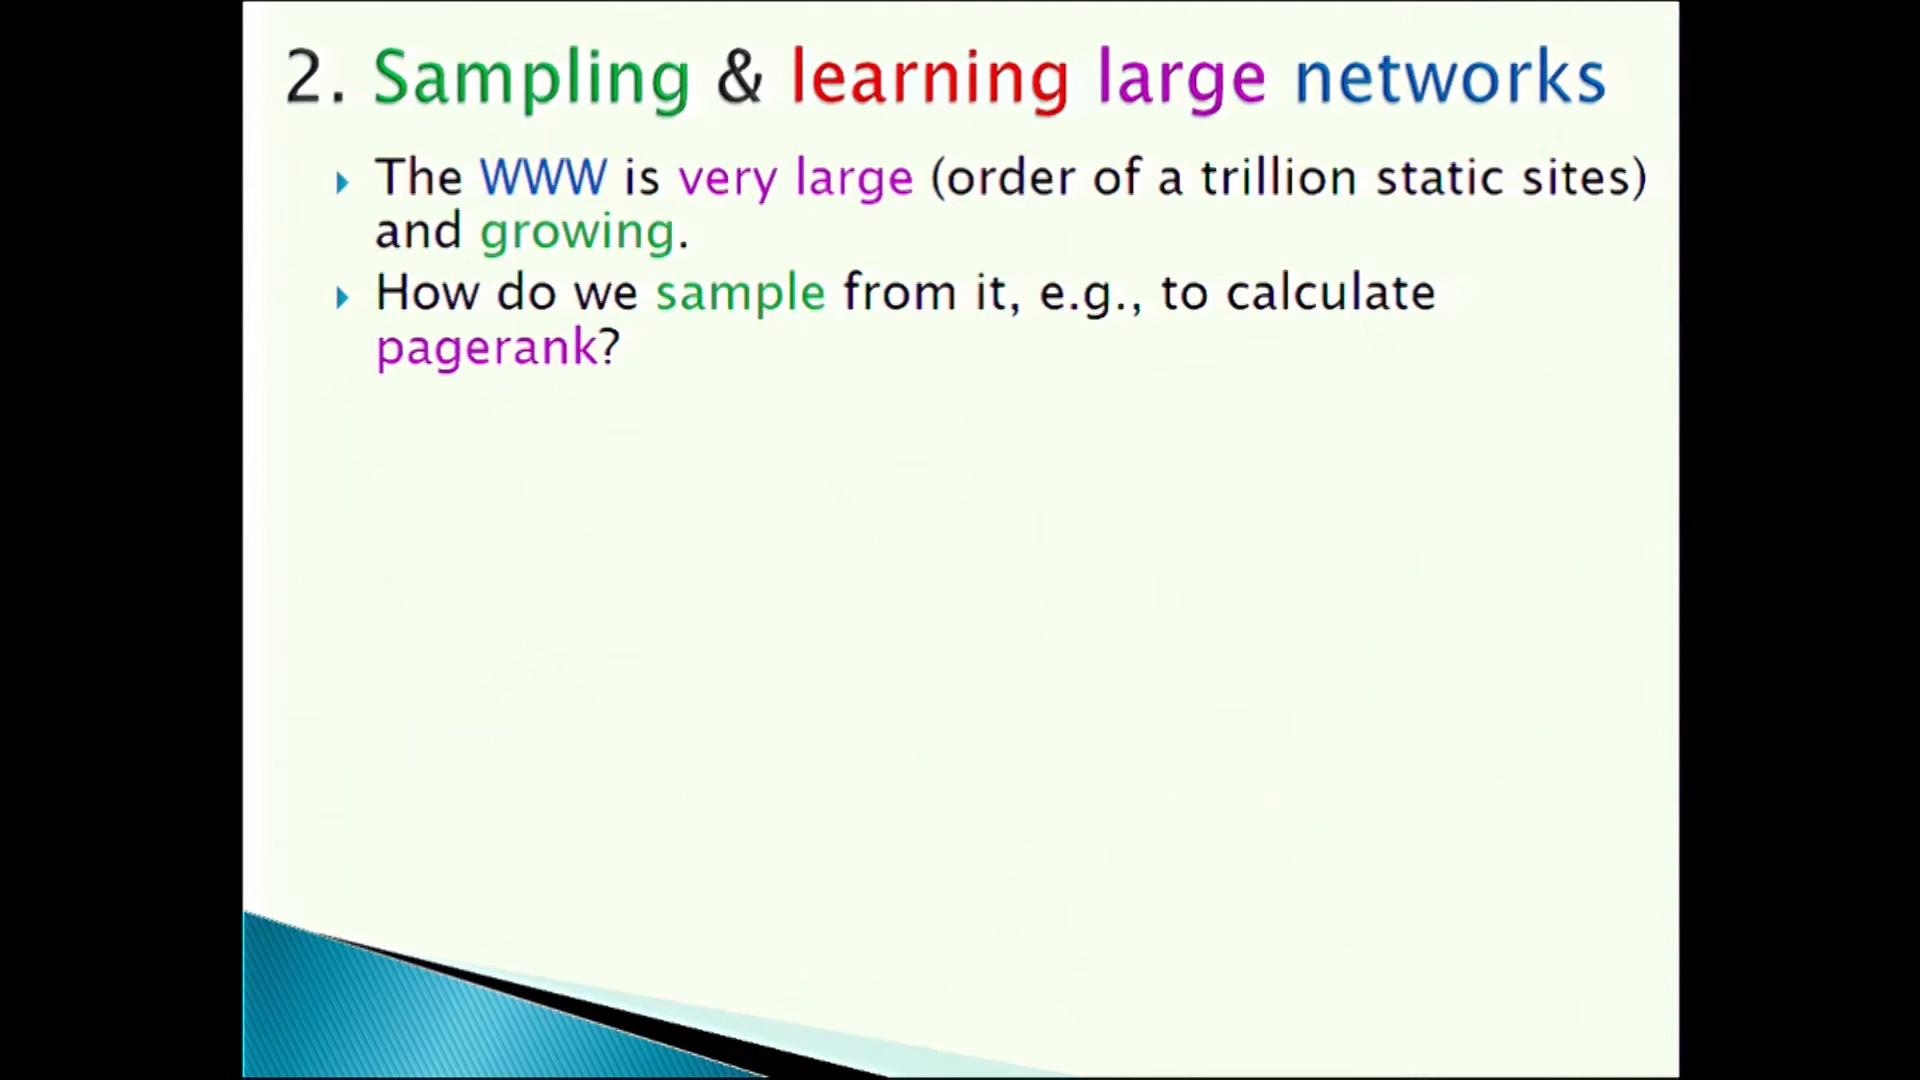 2. Sampling & learning large networks
The WWW is very large (order of a trillion static sites)
and growing.
How do we sample from it, e.g., to calculate
pagerank?